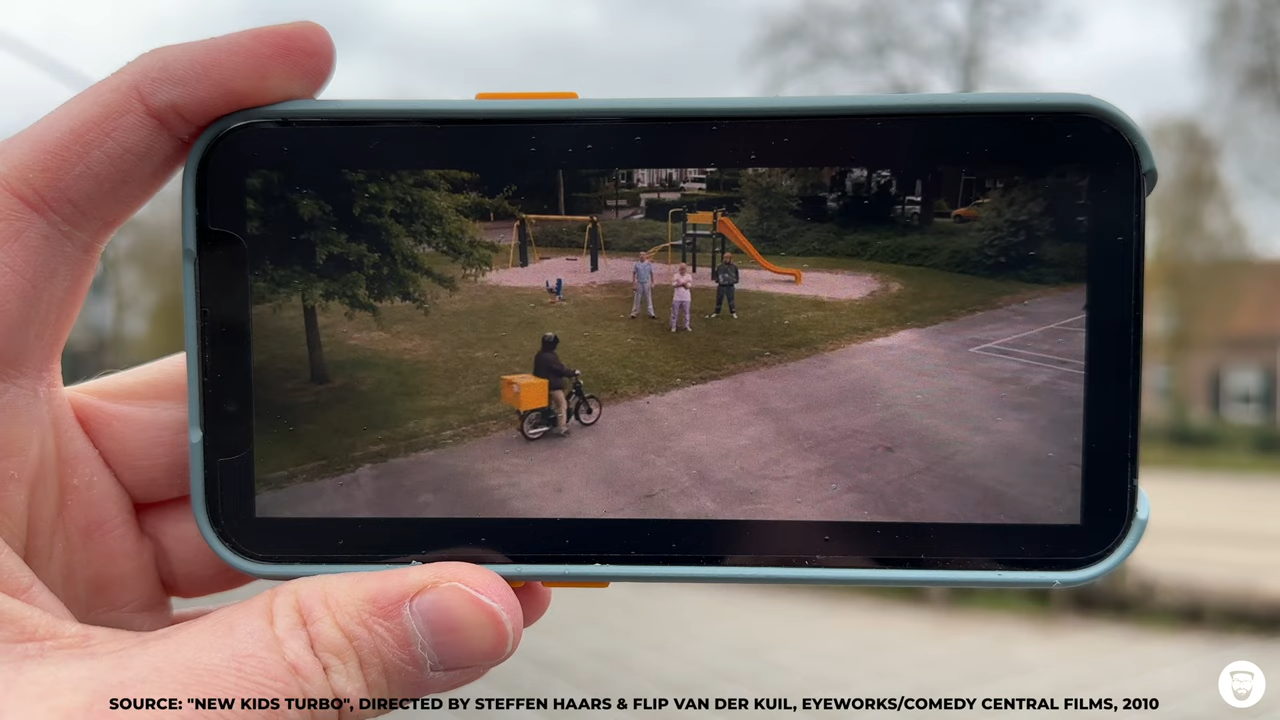 SOURCE: "NEW KIDS TURBO", DIRECTED BY STEFFEN HAARS & FLIP VAN DER KUIL, EYEWORKS/COMEDY CENTRAL FILMS, 2010